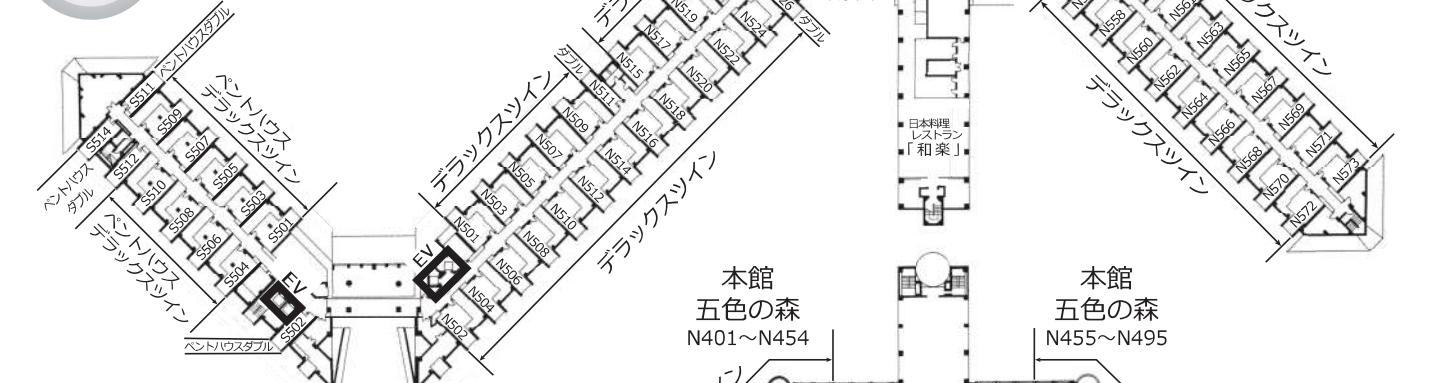 ペントハウスダブル
ペントハウス
デラックスツイン
S511
S509
S507
S505
S503
S501
S514
S512
S510
S508
S506
S504
S502
ペントハウス
ダブル
ペントハウス
デラックスツイン
ペントハウスダブル
EV
EV
デラックスツイン
ダブル
ダブル
N519
N517
N515
N511
N509
N507
N505
N503
N501
N524
N522
N520
N518
N516
N514
N512
N510
N508
N506
N504
N502
デラックスツイン
日本料理
レストラン
「和楽」
N558
N560
N562
N564
N566
N568
N570
N572
N561
N563
N565
N567
N569
N571
N573
デラックスツイン
本館
五色の森
N401～N454
本館
五色の森
N455～N495